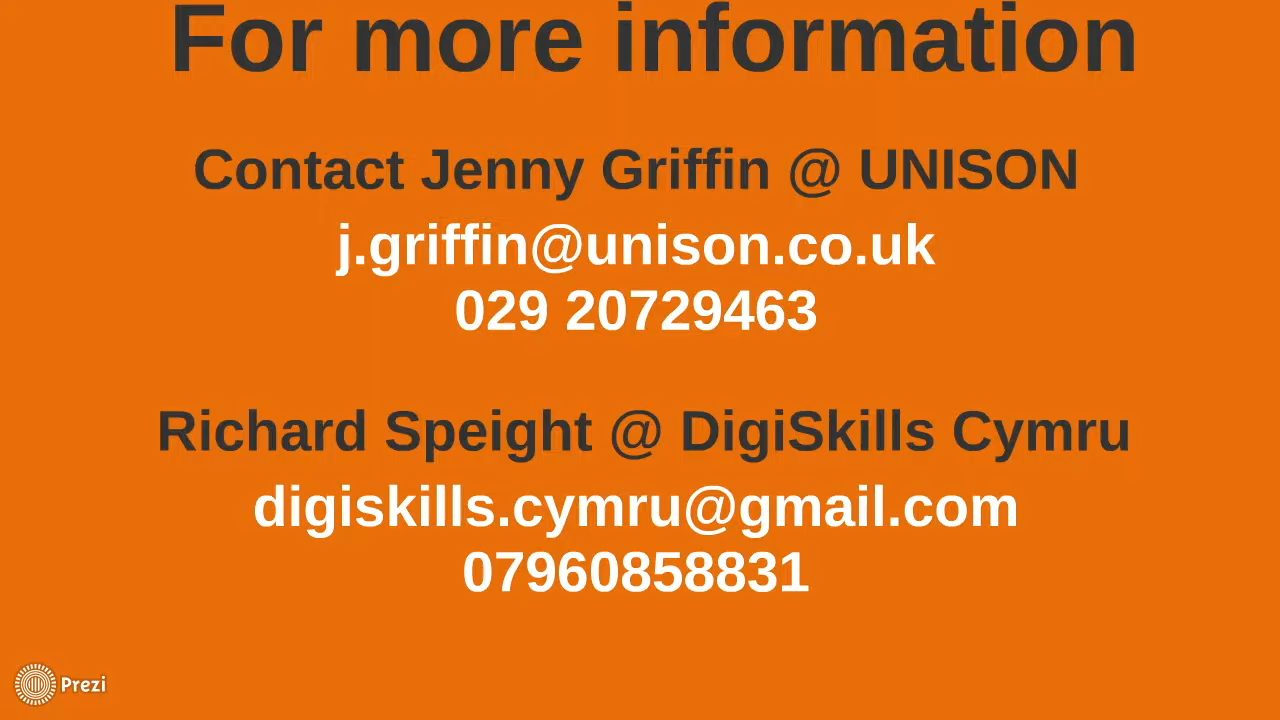 For more information
Contact Jenny Griffin @ UNISON
j.griffin@unison.co.uk
029 20729463
Richard Speight @ DigiSkills Cymru
digiskills.cymru@gmail.com
07960858831
Prezi